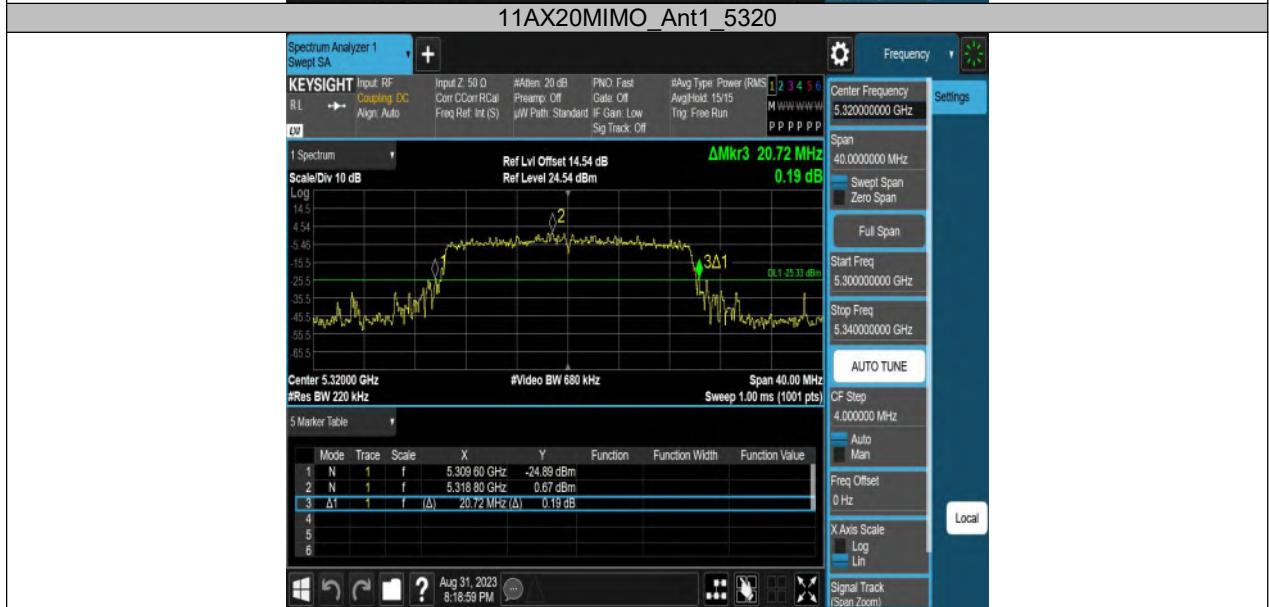 11AX20MIMO_Ant1_5320
Spectrum Analyzer 1
Swept SA
+
Frequency
KEYSIGHT
RL
LXI
Input: RF
Coupling: DC
Align: Auto
Input Z: 50 Ω
Corr CCorr RCal
Freq Ref: Int (S)
#Atten: 20 dB
Preamp: Off
µW Path: Standard
PNO: Fast
Gate: Off
IF Gain: Low
Sig Track: Off
#Avg Type: Power (RMS
Avg|Hold: 15/15
Trig: Free Run
1 2 3 4 5 6
M W W W W W
P P P P P P
1 Spectrum
Scale/Div 10 dB
Ref Lvl Offset 14.54 dB
Ref Level 24.54 dBm
ΔMkr3 20.72 MHz
0.19 dB
Log
14.5
4.54
-5.46
-15.5
-25.5
-35.5
-45.5
-55.5
-65.5
1
2
3Δ1
DL1 -25.33 dBm
Center 5.32000 GHz
#Res BW 220 kHz
#Video BW 680 kHz
Span 40.00 MHz
Sweep 1.00 ms (1001 pts)
5 Marker Table
Mode Trace Scale X Y Function Function Width Function Value
1 N 1 f 5.309 60 GHz -24.89 dBm
2 N 1 f 5.318 80 GHz 0.67 dBm
3 Δ1 1 f (Δ) 20.72 MHz (Δ) 0.19 dB
4
5
6
?
Aug 31, 2023
8:18:59 PM
Center Frequency
5.320000000 GHz
Settings
Span
40.0000000 MHz
Swept Span
Zero Span
Full Span
Start Freq
5.300000000 GHz
Stop Freq
5.340000000 GHz
AUTO TUNE
CF Step
4.000000 MHz
Auto
Man
Freq Offset
0 Hz
X Axis Scale
Log
Lin
Local
Signal Track
(Span Zoom)